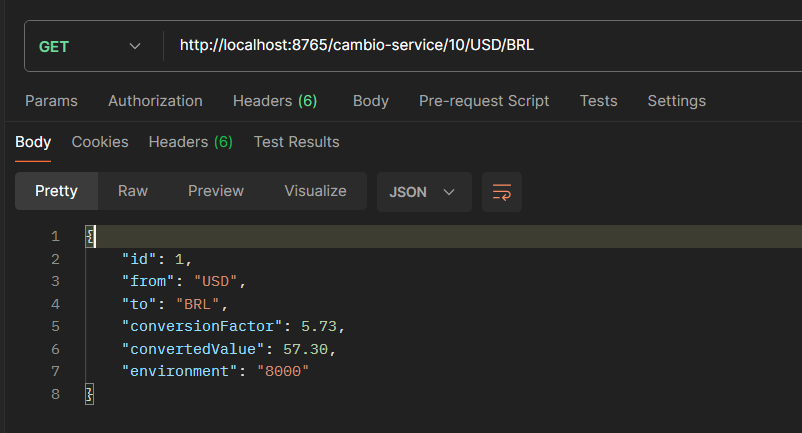 GET http://localhost:8765/cambio-service/10/USD/BRL
Params Authorization Headers (6) Body Pre-request Script Tests Settings
Body Cookies Headers (6) Test Results
Pretty Raw Preview Visualize JSON
1 {
2 "id": 1,
3 "from": "USD",
4 "to": "BRL",
5 "conversionFactor": 5.73,
6 "convertedValue": 57.30,
7 "environment": "8000"
8 }